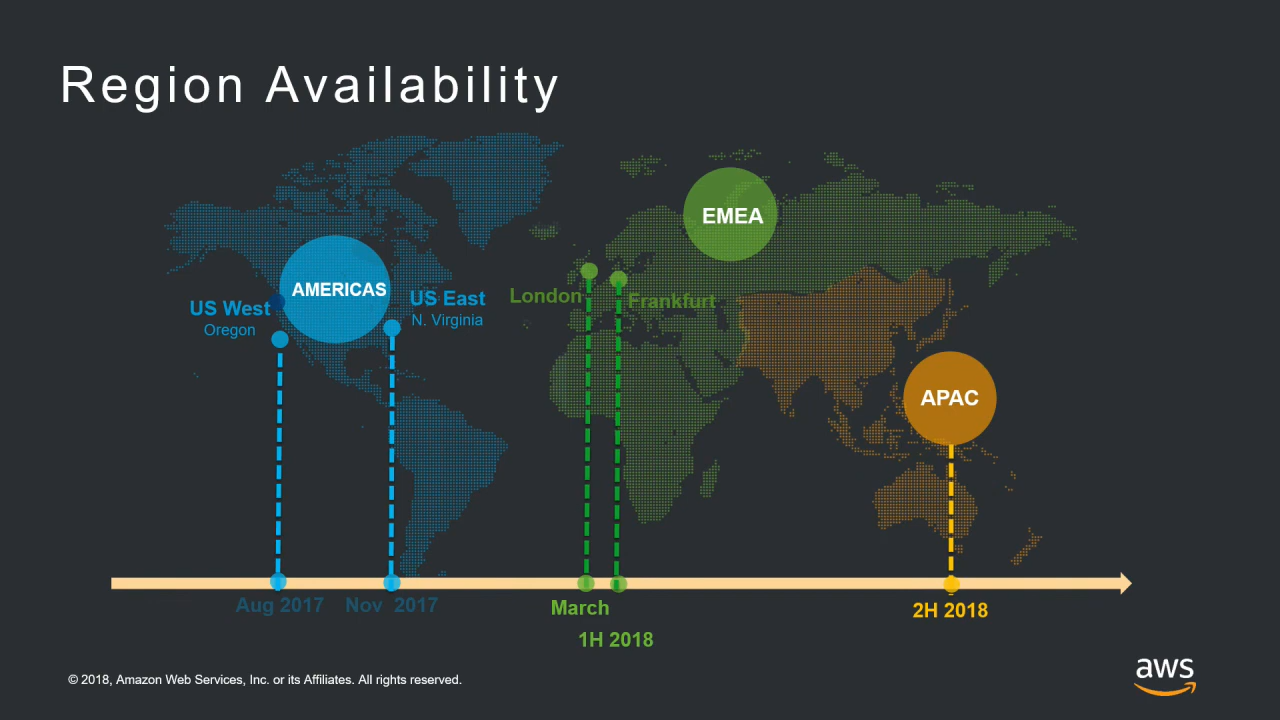 Region Availability
EMEA
AMERICAS
US West
Oregon
US East
N. Virginia
London
Frankfurt
APAC
Aug 2017
Nov 2017
March
1H 2018
2H 2018
© 2018, Amazon Web Services, Inc. or its Affiliates. All rights reserved.
aws